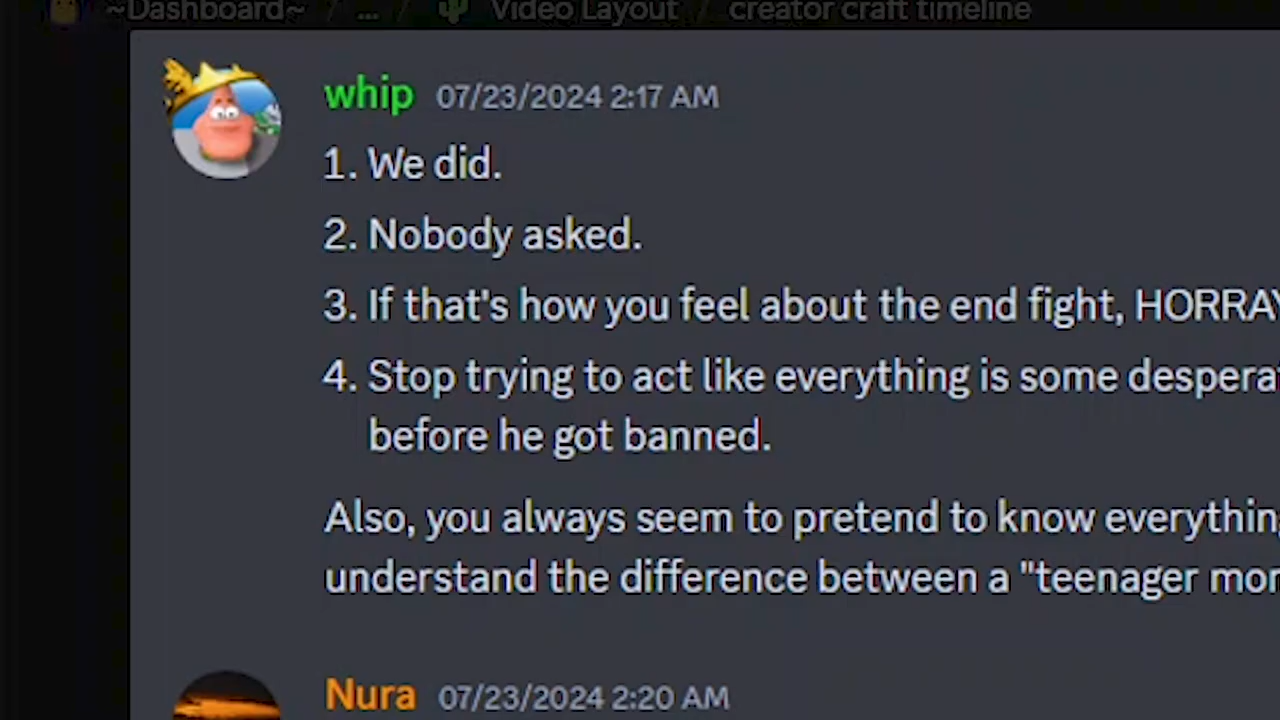 ~Dashboard~ / ... / Video Layout / creator craft timeline
whip 07/23/2024 2:17 AM
1. We did.
2. Nobody asked.
3. If that's how you feel about the end fight, HORRAY
4. Stop trying to act like everything is some
before he got banned.
Also, you always seem to pretend to know
understand the difference between a "teenager
Nura 07/23/2024 2:20 AM